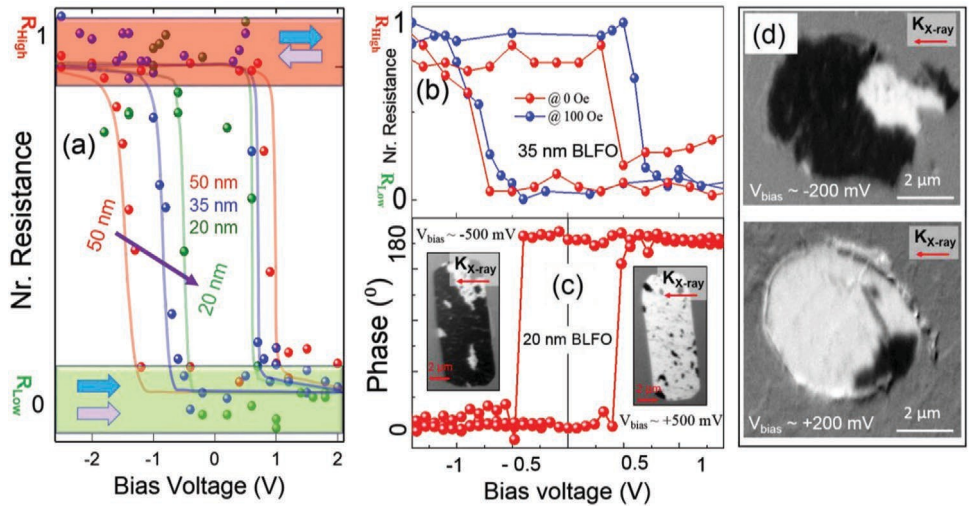 (a)
R_High
1
Nr. Resistance
R_Low
0
50 nm
35 nm
20 nm
50 nm
20 nm
-2
-1
0
1
2
Bias Voltage (V)
(b)
R_High
1
Nr. Resistance
R_Low
0
@ 0 Oe
@ 100 Oe
35 nm BLFO
(c)
Phase (⁰)
180
0
V_bias ~ -500 mV
K_X-ray
2 µm
20 nm BLFO
K_X-ray
2 µm
V_bias ~ +500 mV
-1
- 0.5
0
0.5
1
Bias voltage (V)
(d)
K_X-ray
V_bias ~ -200 mV
2 µm
K_X-ray
V_bias ~ +200 mV
2 µm